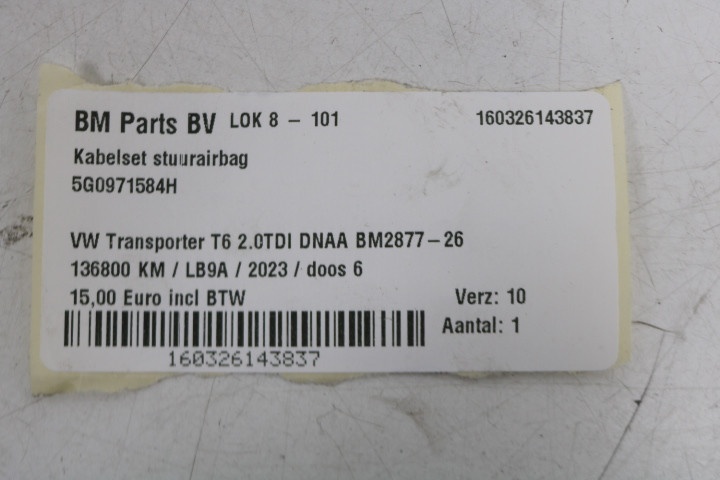 BM Parts BV LOK 8 - 101 160326143837
Kabelset stuurairbag
5G0971584H
VW Transporter T6 2.0TDI DNAA BM2877-26
136800 KM / LB9A / 2023 / doos 6
15,00 Euro incl BTW Verz: 10
Aantal: 1
160326143837